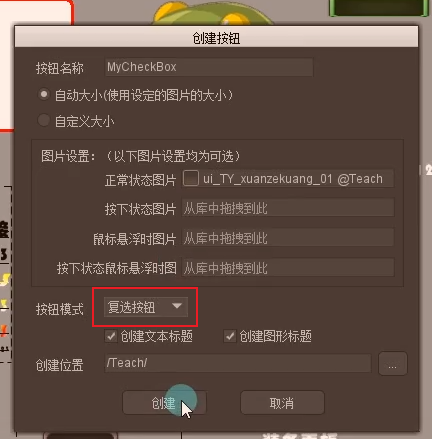 创建按钮
按钮名称 MyCheckBox
自动大小(使用设定的图片的大小)
自定义大小
图片设置：（以下图片设置均为可选）
正常状态图片 ui_TY_xuanzekuang_01 @Teach
按下状态图片 从库中拖拽到此
鼠标悬浮时图片 从库中拖拽到此
按下状态鼠标悬浮时图 从库中拖拽到此
按钮模式 复选按钮
创建文本标题 创建图形标题
创建位置 /Teach/ ...
创建 取消